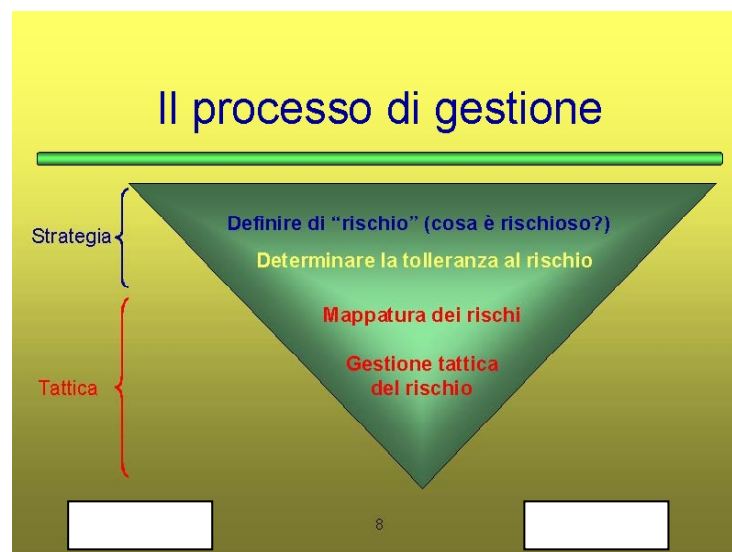 Il processo di gestione
Strategia
Definire di “rischio” (cosa è rischioso?)
Determinare la tolleranza al rischio
Mappatura dei rischi
Tattica
Gestione tattica
del rischio
8